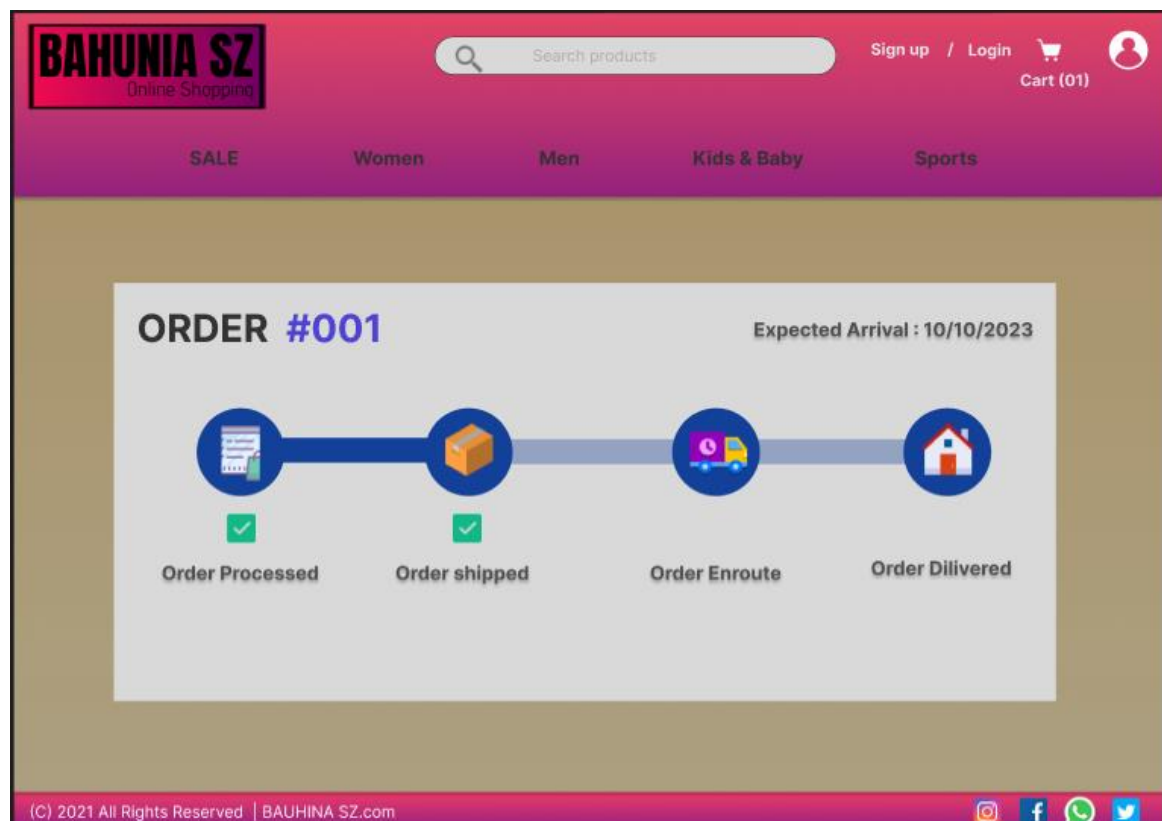 BAHUNIA SZ
Online Shopping
Search products
Sign up / Login
Cart (01)
SALE Women Men Kids & Baby Sports
ORDER #001
Expected Arrival : 10/10/2023
Order Processed Order shipped Order Enroute Order Dilivered
(C) 2021 All Rights Reserved | BAUHINA SZ.com